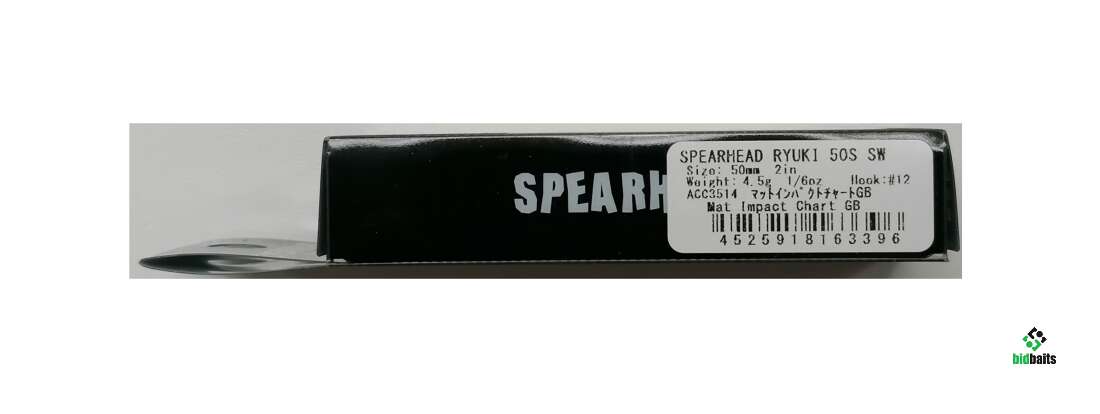 SPEARH
SPEARHEAD RYUKI 50S SW
Size: 50mm 2in
Weight: 4.5g 1/6oz Hook:#12
ACC3514 マットインパクトチャートGB
Mat Impact Chart GB
4525918163396
bidbaits